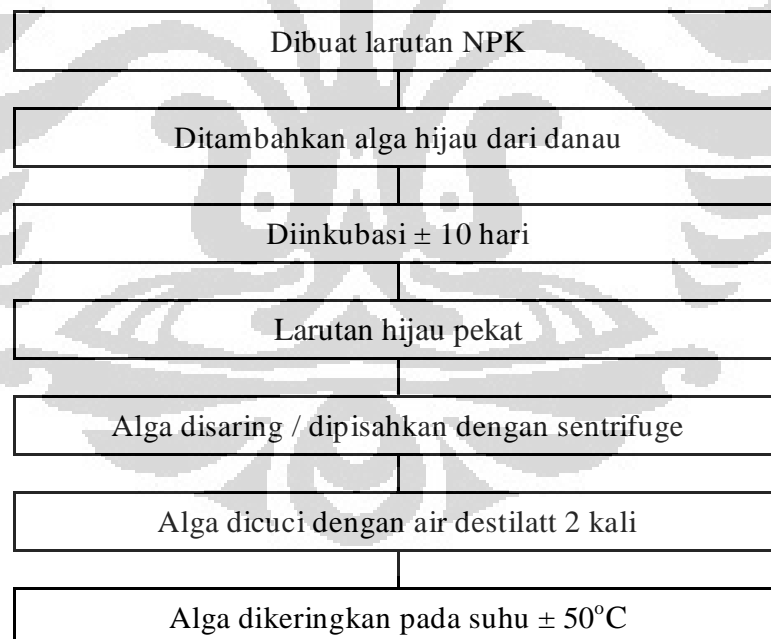 Dibuat larutan NPK
Ditambahkan alga hijau dari danau
Diinkubasi ± 10 hari
Larutan hijau pekat
Alga disaring / dipisahkan dengan sentrifuge
Alga dicuci dengan air destilatt 2 kali
Alga dikeringkan pada suhu ± 50°C